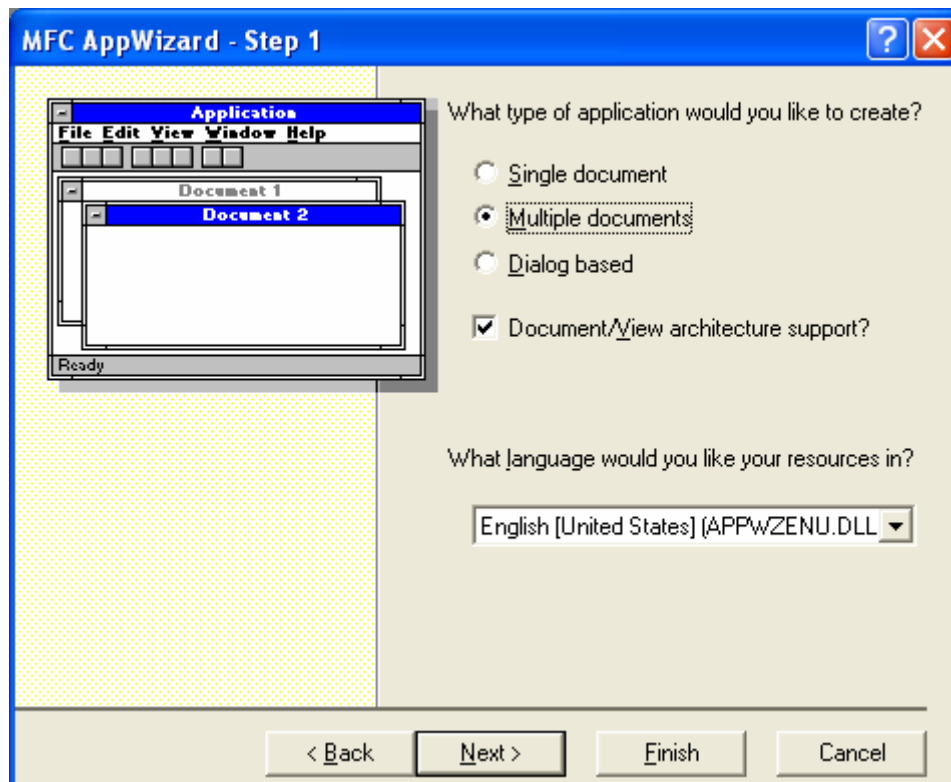 MFC AppWizard - Step 1
Application
File Edit View Window Help
Document 1
Document 2
Ready
What type of application would you like to create?
Single document
Multiple documents
Dialog based
Document/View architecture support?
What language would you like your resources in?
English [United States] (APPWZENU.DLL
< Back Next > Finish Cancel